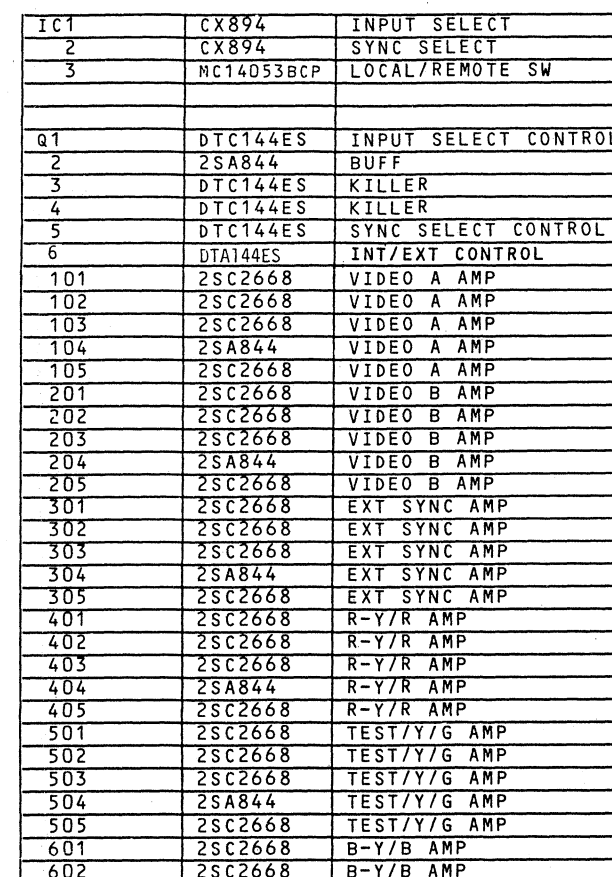 IC1 CX894 INPUT SELECT
2 CX894 SYNC SELECT
3 MC14053BCP LOCAL/REMOTE SW
Q1 DTC144ES INPUT SELECT CONTROL
2 2SA844 BUFF
3 DTC144ES KILLER
4 DTC144ES KILLER
5 DTC144ES SYNC SELECT CONTROL
6 DTA144ES INT/EXT CONTROL
101 2SC2668 VIDEO A AMP
102 2SC2668 VIDEO A AMP
103 2SC2668 VIDEO A AMP
104 2SA844 VIDEO A AMP
105 2SC2668 VIDEO A AMP
201 2SC2668 VIDEO B AMP
202 2SC2668 VIDEO B AMP
203 2SC2668 VIDEO B AMP
204 2SA844 VIDEO B AMP
205 2SC2668 VIDEO B AMP
301 2SC2668 EXT SYNC AMP
302 2SC2668 EXT SYNC AMP
303 2SC2668 EXT SYNC AMP
304 2SA844 EXT SYNC AMP
305 2SC2668 EXT SYNC AMP
401 2SC2668 R-Y/R AMP
402 2SC2668 R-Y/R AMP
403 2SC2668 R-Y/R AMP
404 2SA844 R-Y/R AMP
405 2SC2668 R-Y/R AMP
501 2SC2668 TEST/Y/G AMP
502 2SC2668 TEST/Y/G AMP
503 2SC2668 TEST/Y/G AMP
504 2SA844 TEST/Y/G AMP
505 2SC2668 TEST/Y/G AMP
601 2SC2668 B-Y/B AMP
602 2SC2668 B-Y/B AMP